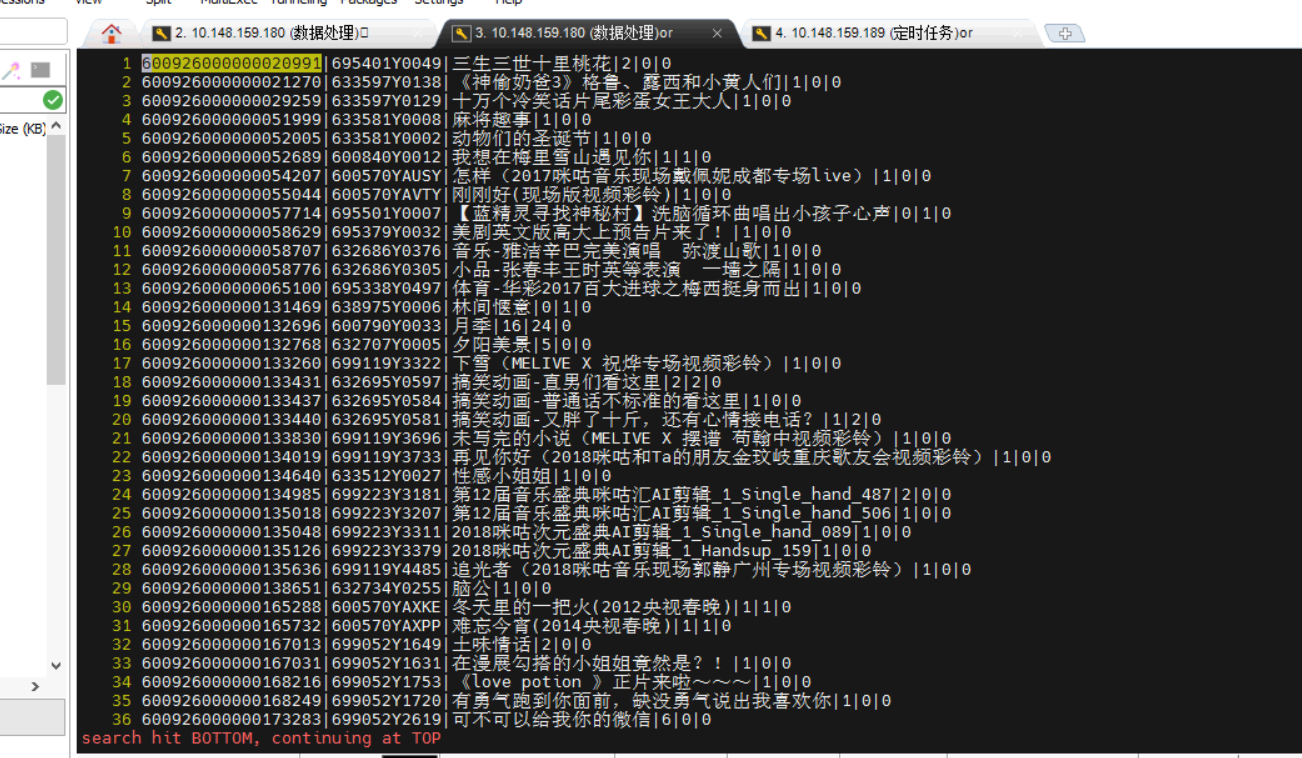 View Split MultiExec Tunneling Packages Settings Help
2. 10.148.159.180 (数据处理)
3. 10.148.159.180 (数据处理)or
4. 10.148.159.189 (定时任务)or
Size (KB)
1 600926000000020991|695401Y0049|三生三世十里桃花|2|0|0
2 600926000000021270|633597Y0138|《神偷奶爸3》格鲁、露西和小黄人们|1|0|0
3 600926000000029259|633597Y0129|十万个冷笑话片尾彩蛋女王大人|1|0|0
4 600926000000051999|633581Y0008|麻将趣事|1|0|0
5 600926000000052005|633581Y0002|动物们的圣诞节|1|0|0
6 600926000000052689|600840Y0012|我想在梅里雪山遇见你|1|1|0
7 600926000000054207|600570YAUSY|怎样（2017咪咕音乐现场戴佩妮成都专场live）|1|0|0
8 600926000000055044|600570YAVTY|刚刚好(现场版视频彩铃)|1|0|0
9 600926000000057714|695501Y0007|【蓝精灵寻找神秘村】洗脑循环曲唱出小孩子心声|0|1|0
10 600926000000058629|695379Y0032|美剧英文版高大上预告片来了！|1|0|0
11 600926000000058707|632686Y0376|音乐-雅洁辛巴完美演唱　弥渡山歌|1|0|0
12 600926000000058776|632686Y0305|小品-张春丰王时英等表演　一墙之隔|1|0|0
13 600926000000065100|695338Y0497|体育-华彩2017百大进球之梅西挺身而出|1|0|0
14 600926000000131469|638975Y0006|林间惬意|0|1|0
15 600926000000132696|600790Y0033|月季|16|24|0
16 600926000000132768|632707Y0005|夕阳美景|5|0|0
17 600926000000133260|699119Y3322|下雪（MELIVE X 祝烨专场视频彩铃）|1|0|0
18 600926000000133431|632695Y0597|搞笑动画-直男们看这里|2|2|0
19 600926000000133437|632695Y0584|搞笑动画-普通话不标准的看这里|1|0|0
20 600926000000133440|632695Y0581|搞笑动画-又胖了十斤，还有心情接电话？|1|2|0
21 600926000000133830|699119Y3696|未写完的小说（MELIVE X 摆谱 苟翰中视频彩铃）|1|0|0
22 600926000000134019|699119Y3733|再见你好（2018咪咕和Ta的朋友金玟岐重庆歌友会视频彩铃）|1|0|0
23 600926000000134640|633512Y0027|性感小姐姐|1|0|0
24 600926000000134985|699223Y3181|第12届音乐盛典咪咕汇AI剪辑_1_Single_hand_487|2|0|0
25 600926000000135018|699223Y3207|第12届音乐盛典咪咕汇AI剪辑_1_Single_hand_506|1|0|0
26 600926000000135048|699223Y3311|2018咪咕次元盛典AI剪辑_1_Single_hand_089|1|0|0
27 600926000000135126|699223Y3379|2018咪咕次元盛典AI剪辑_1_Handsup_159|1|0|0
28 600926000000135636|699119Y4485|追光者（2018咪咕音乐现场郭静广州专场视频彩铃）|1|0|0
29 600926000000138651|632734Y0255|脑公|1|0|0
30 600926000000165288|600570YAXKE|冬天里的一把火(2012央视春晚)|1|1|0
31 600926000000165732|600570YAXPP|难忘今宵(2014央视春晚)|1|1|0
32 600926000000167013|699052Y1649|土味情话|2|0|0
33 600926000000167031|699052Y1631|在漫展勾搭的小姐姐竟然是？！|1|0|0
34 600926000000168216|699052Y1753|《love potion 》正片来啦～～～|1|0|0
35 600926000000168249|699052Y1720|有勇气跑到你面前，缺没勇气说出我喜欢你|1|0|0
36 600926000000173283|699052Y2619|可不可以给我你的微信|6|0|0
search hit BOTTOM, continuing at TOP